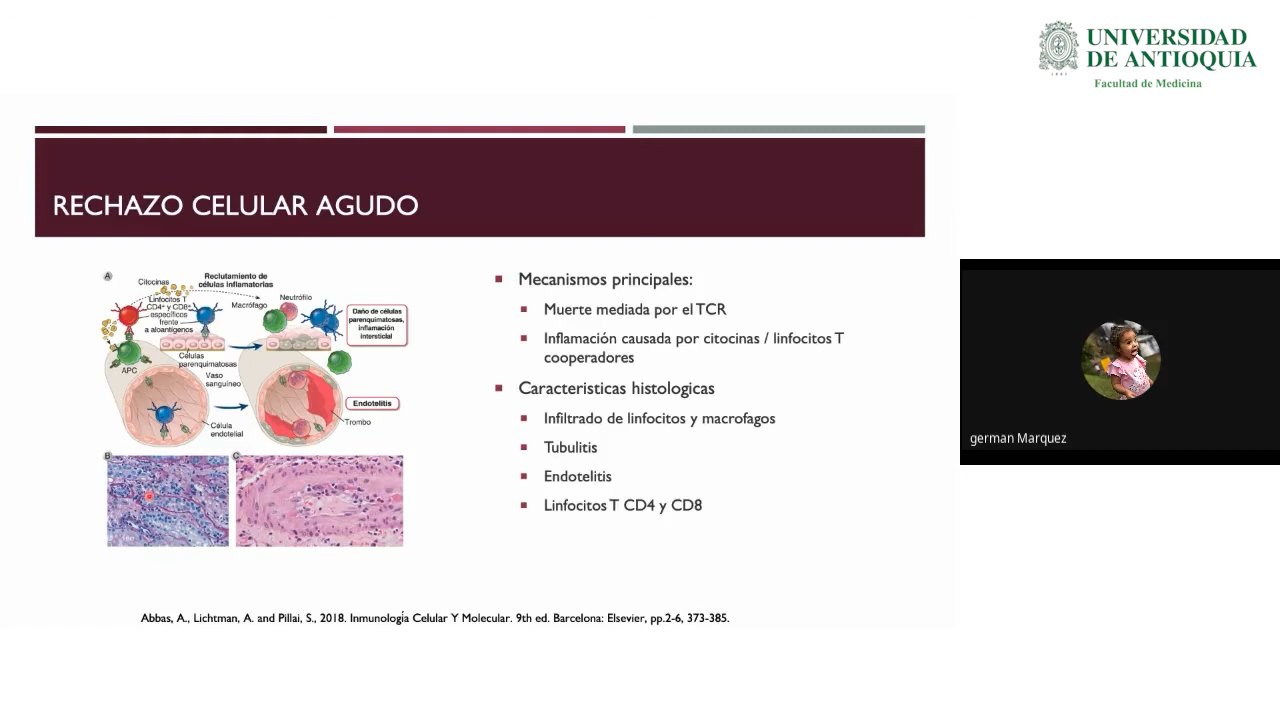 UNIVERSIDAD
DE ANTIOQUIA
1803
Facultad de Medicina
RECHAZO CELULAR AGUDO
A
Citocinas
Reclutamiento de
células inflamatorias
Linfocitos T
CD4+ y CD8+
específicos
frente
a aloantígenos
Macrófago
Neutrófilo
Daño de células
parenquimatosas,
inflamación
intersticial
APC
Células
parenquimatosas
Vaso
sanguíneo
Endotelitis
Célula
endotelial
Trombo
B
C
Mecanismos principales:
Muerte mediada por el TCR
Inflamación causada por citocinas / linfocitos T
cooperadores
Caracteristicas histologicas
Infiltrado de linfocitos y macrofagos
Tubulitis
Endotelitis
Linfocitos T CD4 y CD8
Abbas, A., Lichtman, A. and Pillai, S., 2018. Inmunología Celular Y Molecular. 9th ed. Barcelona: Elsevier, pp.2-6, 373-385.
german Marquez